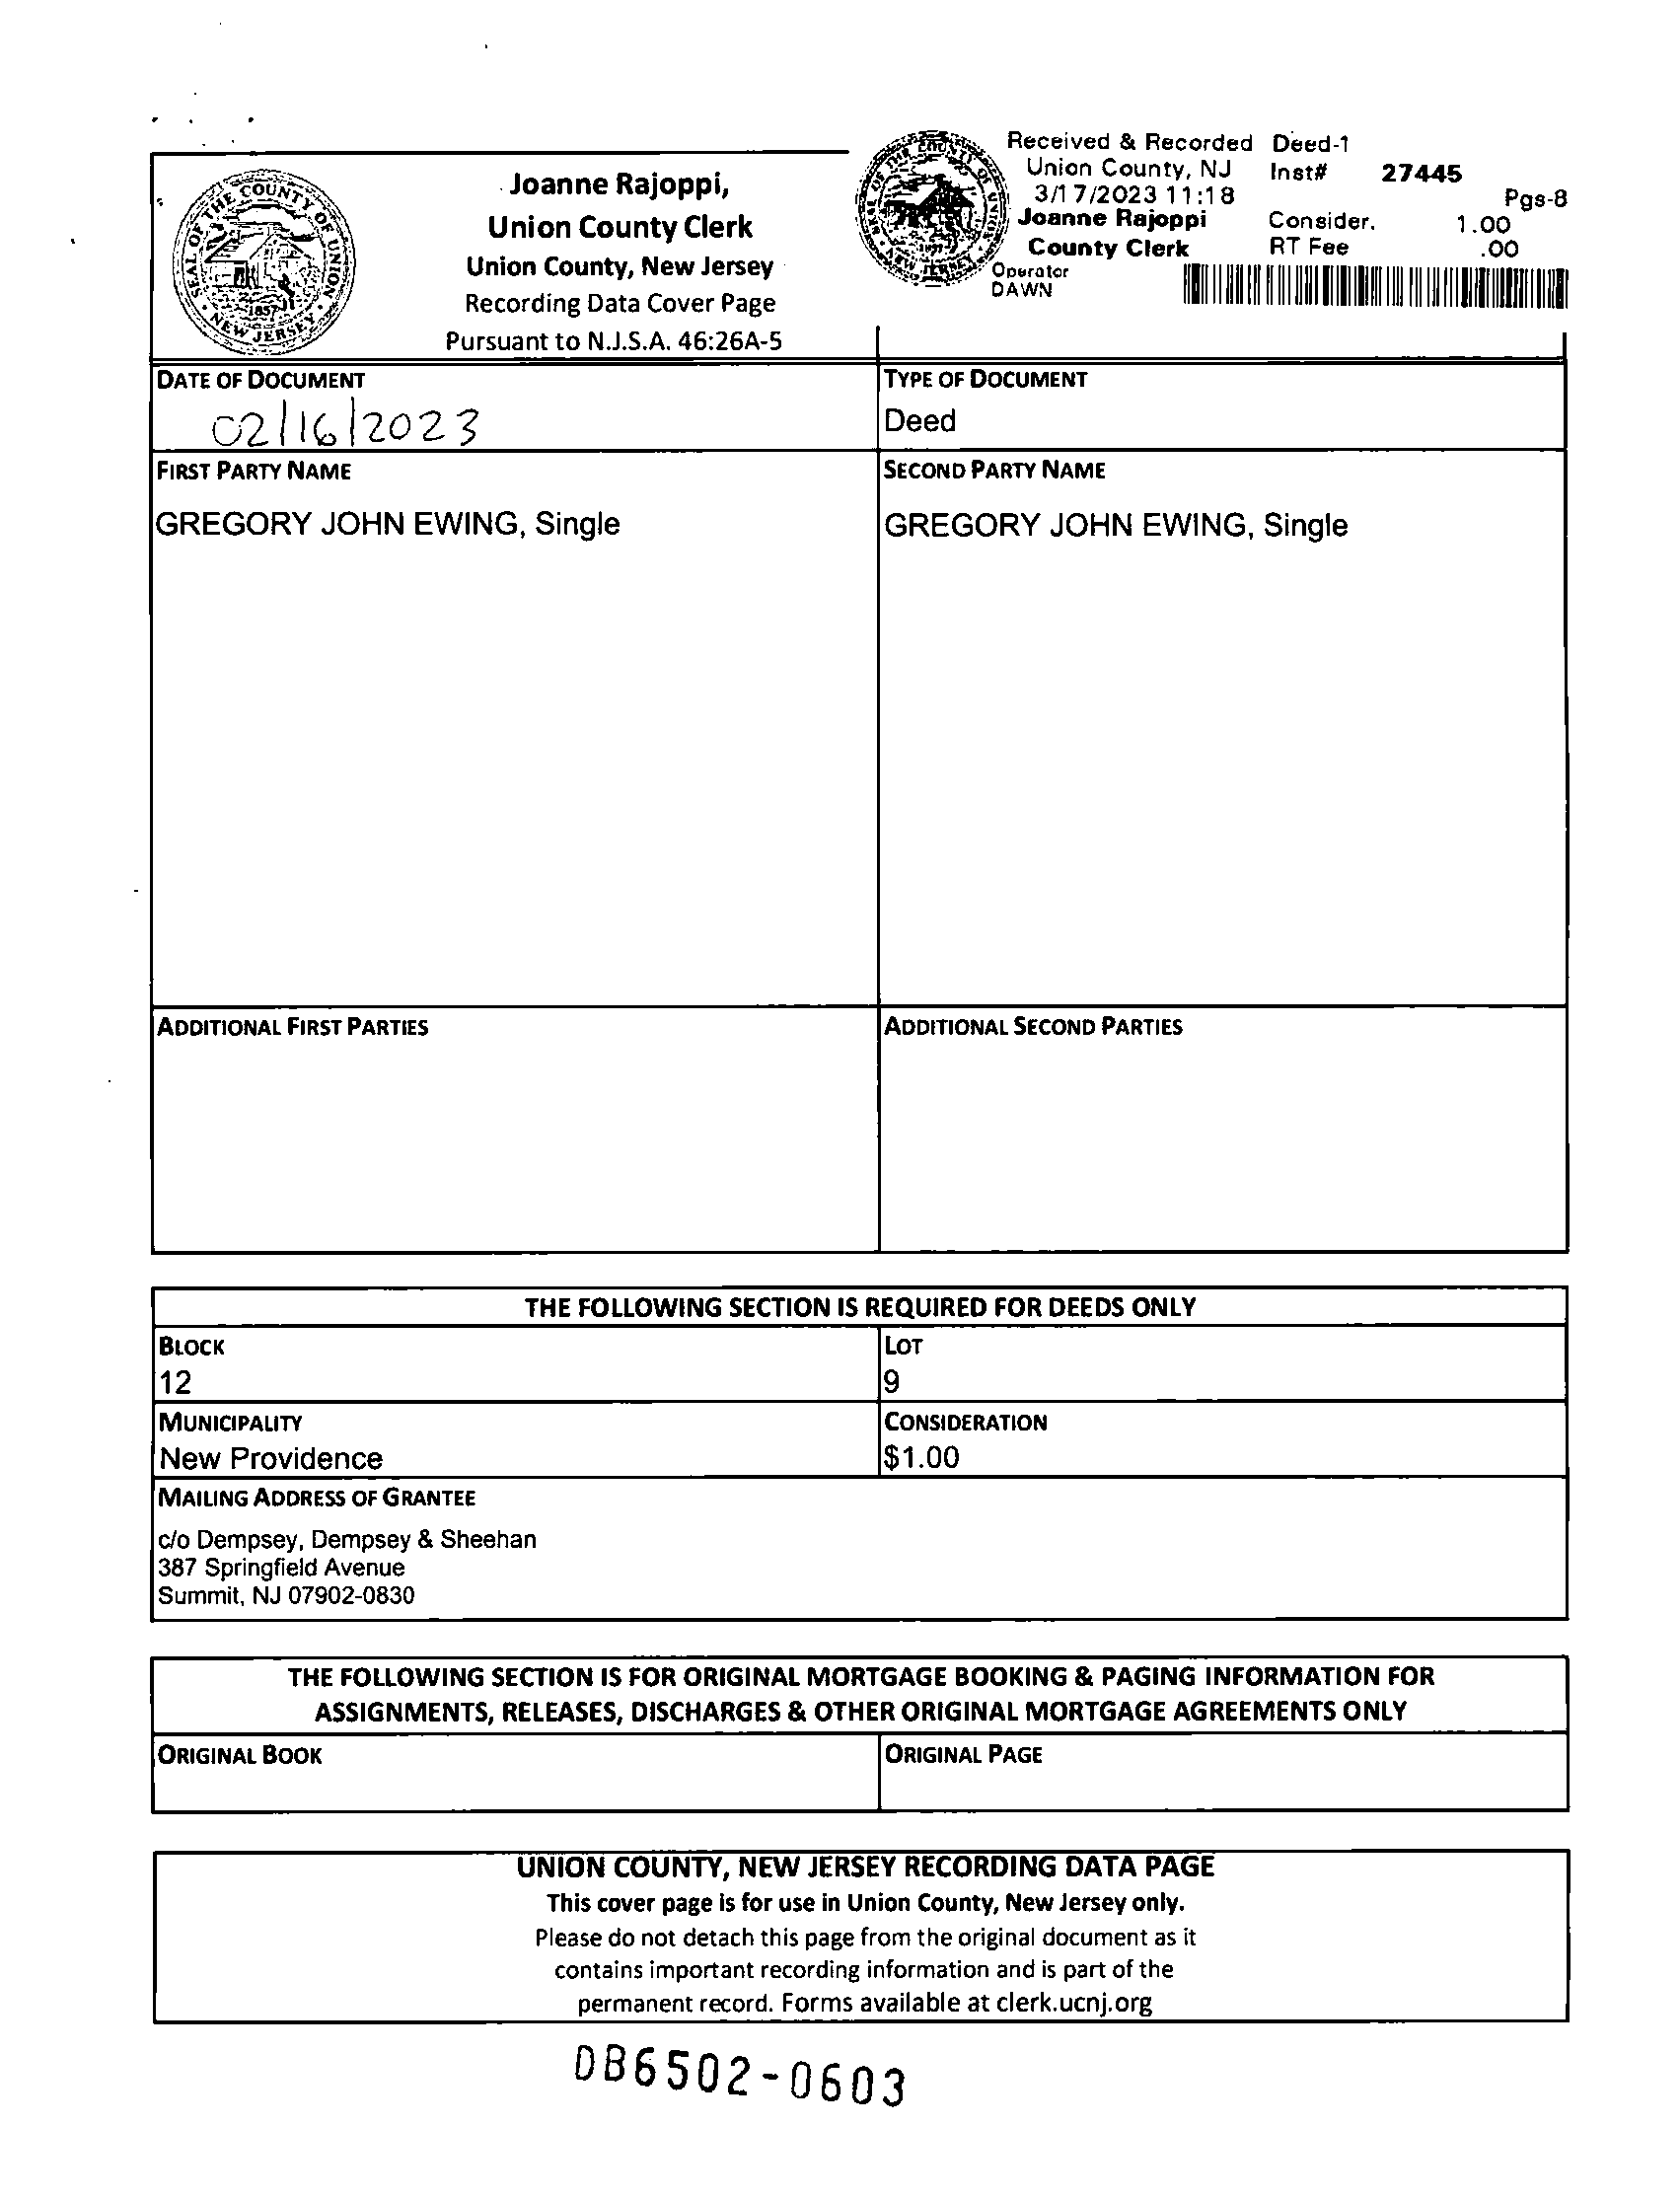 Joanne Rajoppi,
Union County Clerk
Union County, New Jersey
Recording Data Cover Page
Pursuant to N.J.S.A. 46:26A-5
SEAL OF THE COUNTY OF UNION
1857
NEW JERSEY
SEAL OF THE COUNTY OF UNION
1857
NEW JERSEY
Received & Recorded Deed-1
Union County, NJ Inst# 27445
3/17/2023 11:18 Pgs-8
Joanne Rajoppi Consider. 1.00
County Clerk RT Fee .00
Operator
DAWN
DATE OF DOCUMENT
02/16/2023
TYPE OF DOCUMENT
Deed
FIRST PARTY NAME
GREGORY JOHN EWING, Single
SECOND PARTY NAME
GREGORY JOHN EWING, Single
ADDITIONAL FIRST PARTIES
ADDITIONAL SECOND PARTIES
THE FOLLOWING SECTION IS REQUIRED FOR DEEDS ONLY
BLOCK
12
LOT
9
MUNICIPALITY
New Providence
CONSIDERATION
$1.00
MAILING ADDRESS OF GRANTEE
c/o Dempsey, Dempsey & Sheehan
387 Springfield Avenue
Summit, NJ 07902-0830
THE FOLLOWING SECTION IS FOR ORIGINAL MORTGAGE BOOKING & PAGING INFORMATION FOR
ASSIGNMENTS, RELEASES, DISCHARGES & OTHER ORIGINAL MORTGAGE AGREEMENTS ONLY
ORIGINAL BOOK
ORIGINAL PAGE
UNION COUNTY, NEW JERSEY RECORDING DATA PAGE
This cover page is for use in Union County, New Jersey only.
Please do not detach this page from the original document as it
contains important recording information and is part of the
permanent record. Forms available at clerk.ucnj.org
DB6502-0603